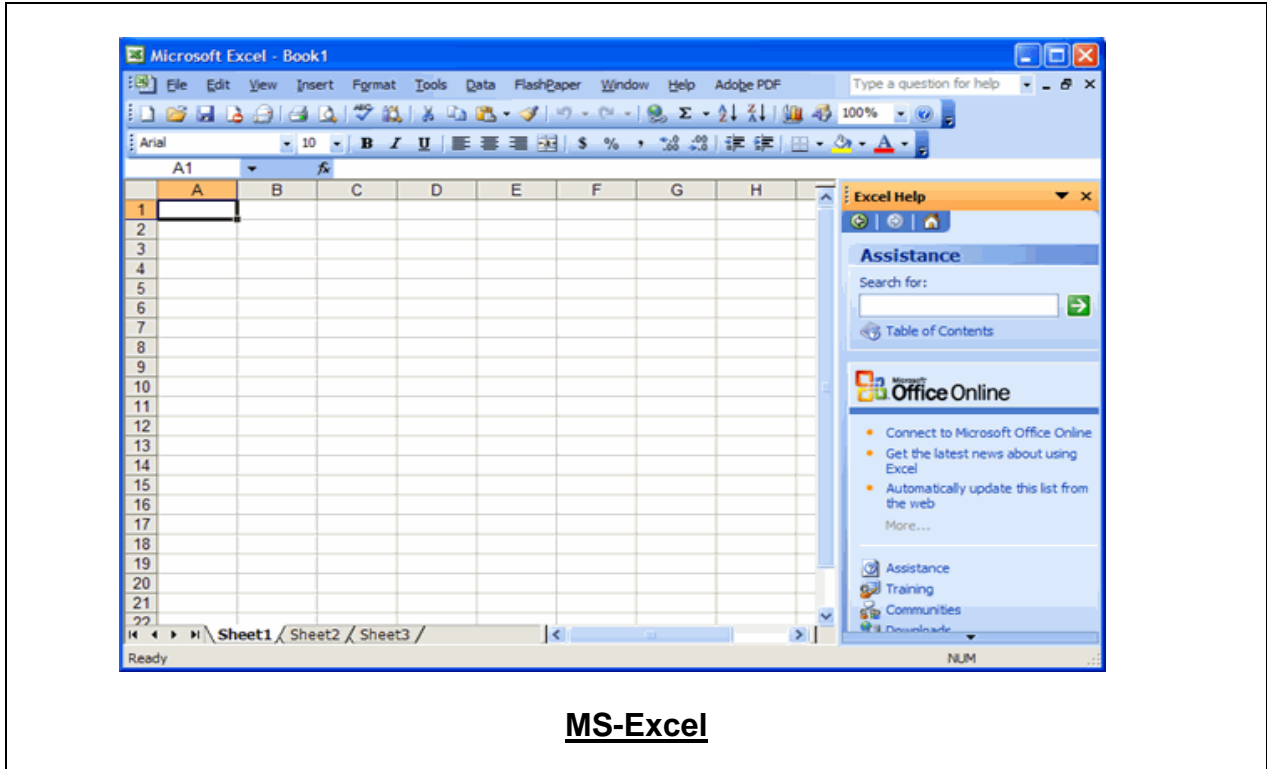 Microsoft Excel - Book1
File Edit View Insert Format Tools Data FlashPaper Window Help Adobe PDF Type a question for help
Σ 100%
Arial 10 B I U $ % , A
A1 fx
A B C D E F G H
Excel Help
1
2
3
4
5
6
7
8
9
10
11
12
13
14
15
16
17
18
19
20
21
22
Assistance
Search for:
Table of Contents
Microsoft
Office Online
Connect to Microsoft Office Online
Get the latest news about using
Excel
Automatically update this list from
the web
More...
Assistance
Training
Communities
Downloads
Sheet1 Sheet2 Sheet3
Ready NUM
MS-Excel